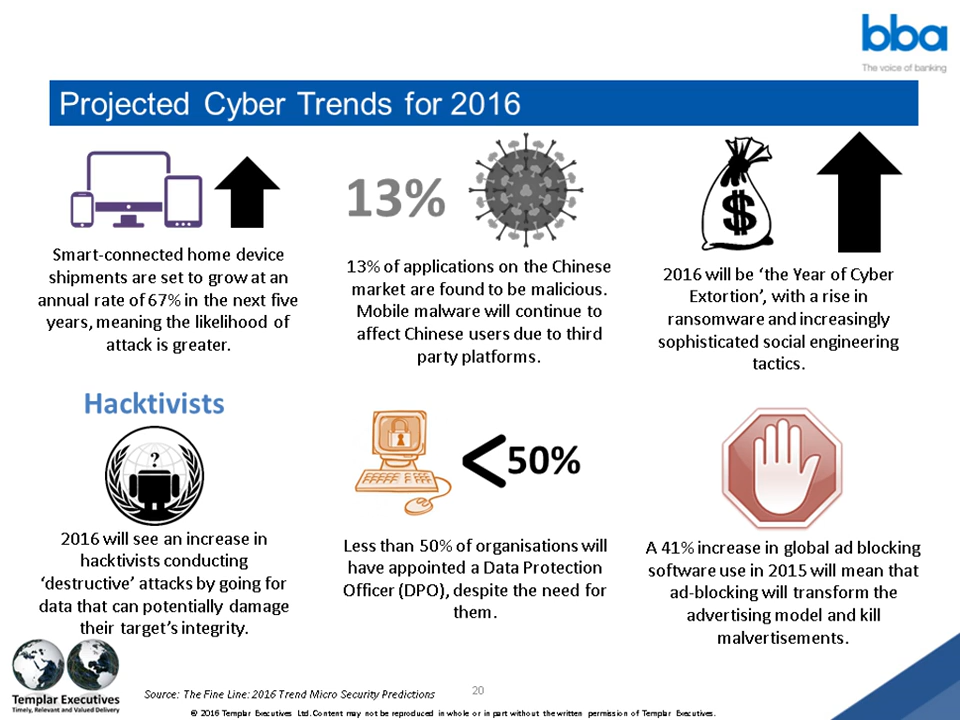 bba
The voice of banking
Projected Cyber Trends for 2016
Smart-connected home device
shipments are set to grow at an
annual rate of 67% in the next five
years, meaning the likelihood of
attack is greater.
13%
13% of applications on the Chinese
market are found to be malicious.
Mobile malware will continue to
affect Chinese users due to third
party platforms.
$
2016 will be ‘the Year of Cyber
Extortion’, with a rise in
ransomware and increasingly
sophisticated social engineering
tactics.
Hacktivists
?
2016 will see an increase in
hacktivists conducting
‘destructive’ attacks by going for
data that can potentially damage
their target’s integrity.
<50%
Less than 50% of organisations will
have appointed a Data Protection
Officer (DPO), despite the need for
them.
A 41% increase in global ad blocking
software use in 2015 will mean that
ad-blocking will transform the
advertising model and kill
malvertisements.
Templar Executives
Timely, Relevant and Valued Delivery
Source: The Fine Line: 2016 Trend Micro Security Predictions
20
© 2016 Templar Executives Ltd. Content may not be reproduced in whole or in part without the written permission of Templar Executives.